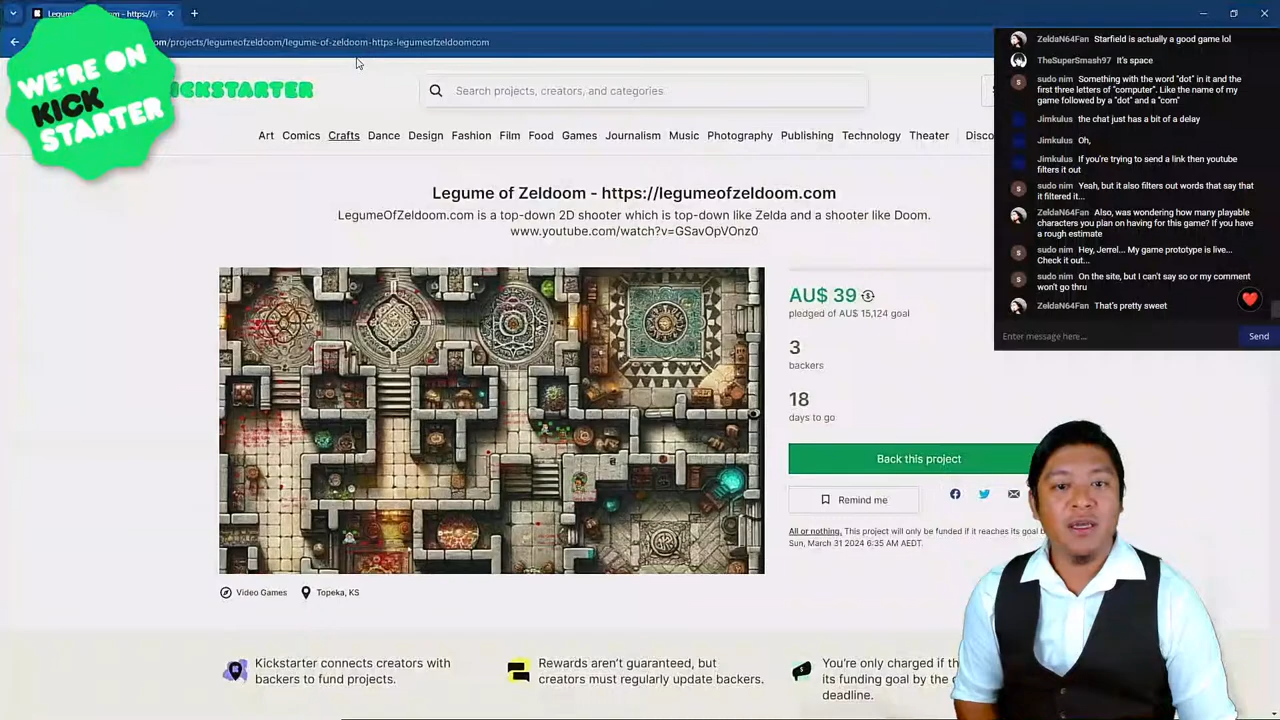 Legume of Zeldoom - https://l
om/projects/legumeofzeldoom/legume-of-zeldoom-https-legumeofzeldoomcom
WE'RE ON
KICK
STARTER
ICKSTARTER
Search projects, creators, and categories
Art Comics Crafts Dance Design Fashion Film Food Games Journalism Music Photography Publishing Technology Theater Disco
Legume of Zeldoom - https://legumeofzeldoom.com
LegumeOfZeldoom.com is a top-down 2D shooter which is top-down like Zelda and a shooter like Doom.
www.youtube.com/watch?v=GSavOpVOnz0
AU$ 39
pledged of AU$ 15,124 goal
3
backers
18
days to go
Back this project
Remind me
All or nothing. This project will only be funded if it reaches its goal b
Sun, March 31 2024 6:35 AM AEDT.
Video Games Topeka, KS
Kickstarter connects creators with
backers to fund projects.
Rewards aren't guaranteed, but
creators must regularly update backers.
You're only charged if th
its funding goal by the c
deadline.
ZeldaN64Fan Starfield is actually a good game lol
TheSuperSmash97 It's space
sudo nim Something with the word "dot" in it and the
first three letters of "computer". Like the name of my
game followed by a "dot" and a "com"
Jimkulus the chat just has a bit of a delay
Jimkulus Oh,
Jimkulus If you're trying to send a link then youtube
filters it out
sudo nim Yeah, but it also filters out words that say that
it filtered it...
ZeldaN64Fan Also, was wondering how many playable
characters you plan on having for this game? If you have
a rough estimate
sudo nim Hey, Jerrel... My game prototype is live...
Check it out...
sudo nim On the site, but I can't say so or my comment
won't go thru
ZeldaN64Fan That's pretty sweet
Enter message here... Send